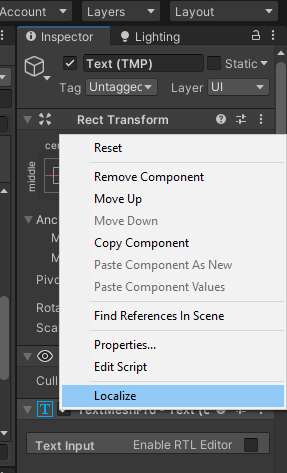 Account Layers Layout
Inspector Lighting
Text (TMP) Static
Tag Untagged Layer UI
Rect Transform
cen
middle
Reset
Remove Component
Move Up
Move Down
Anc
M
Copy Component
M
Paste Component As New
Pivo
Paste Component Values
Rota
Find References In Scene
Sca
Properties...
Edit Script
Cull
Localize
TextMeshPro - Text (
Text Input Enable RTL Editor